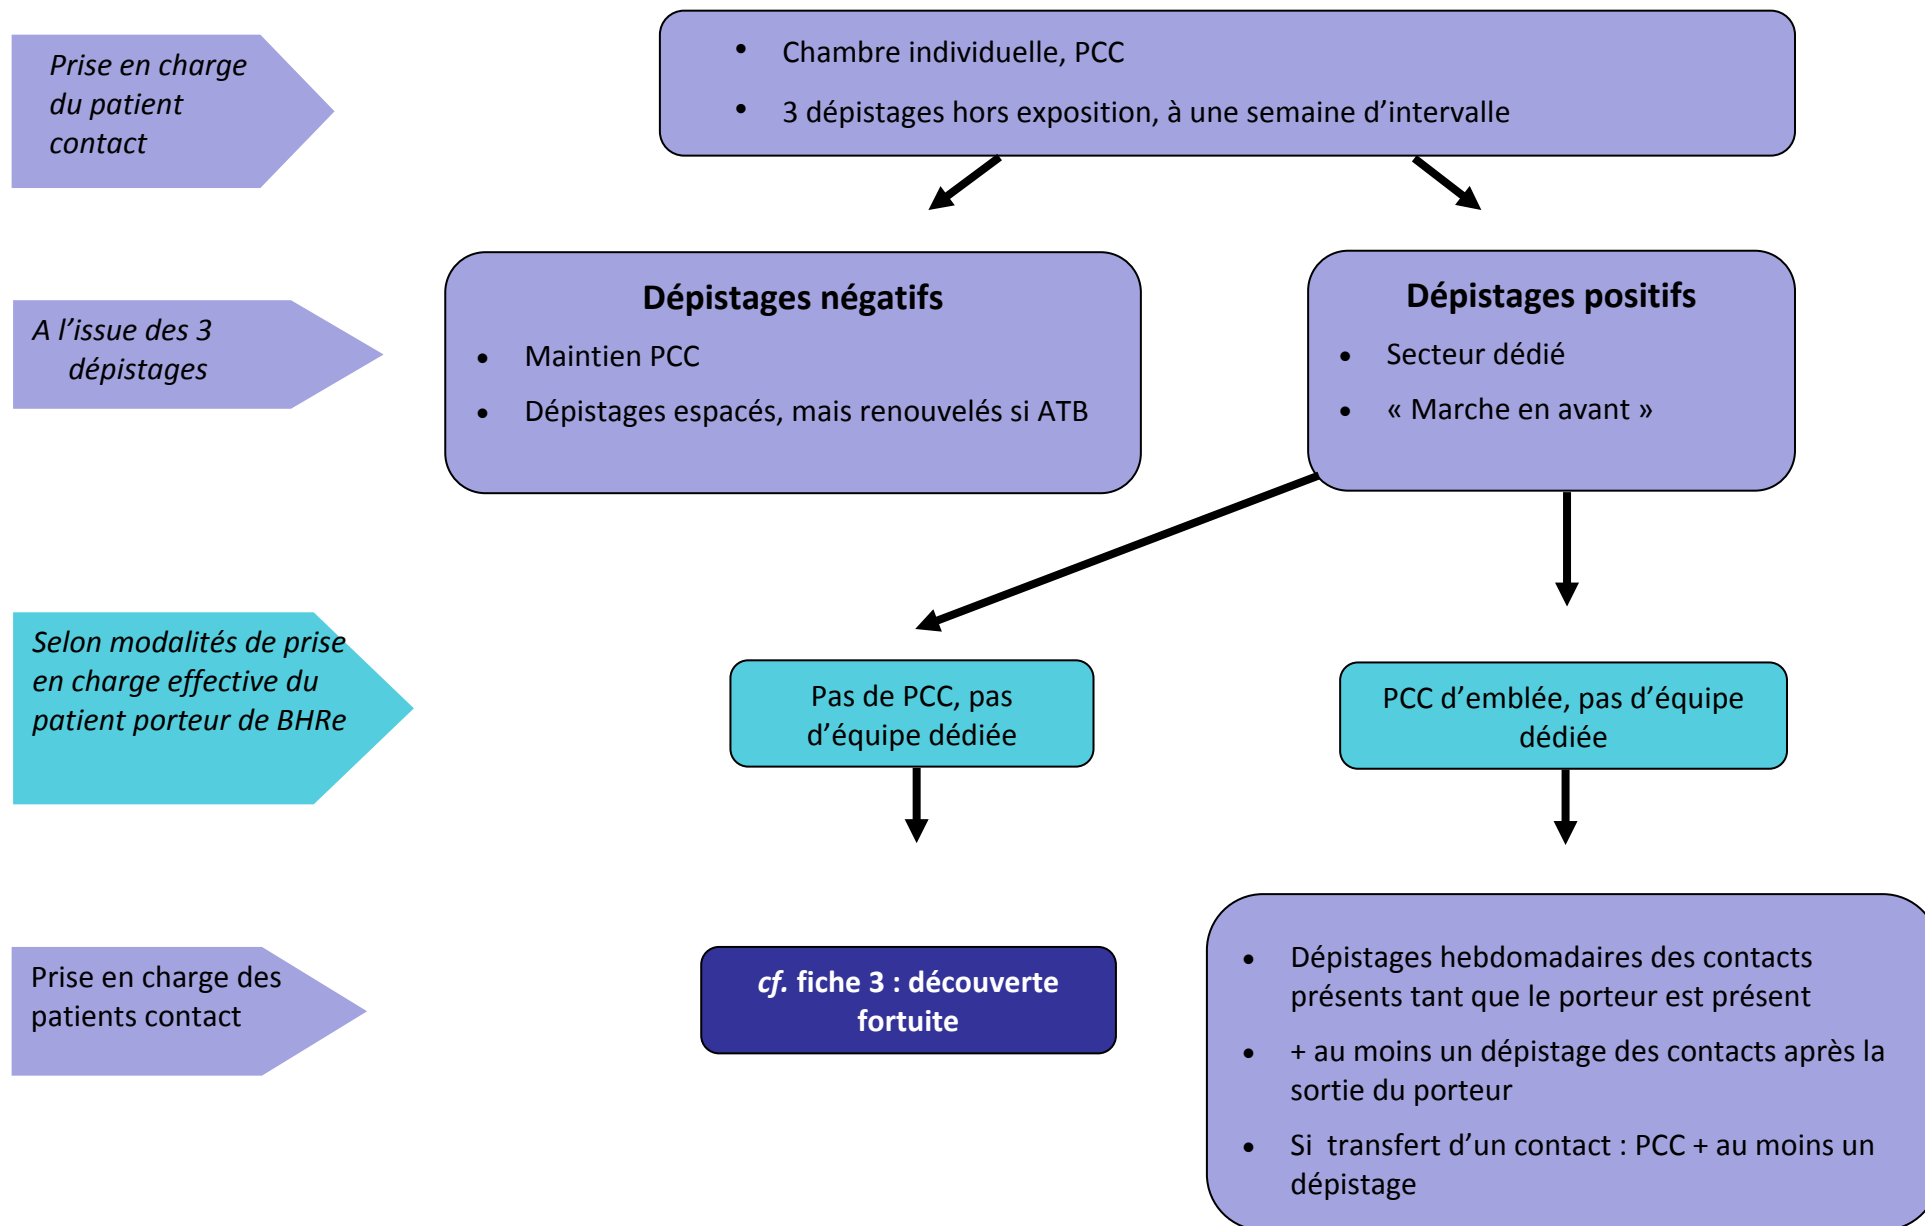 Prise en charge
du patient
contact
• Chambre individuelle, PCC
• 3 dépistages hors exposition, à une semaine d’intervalle
A l’issue des 3
dépistages
Dépistages négatifs
• Maintien PCC
• Dépistages espacés, mais renouvelés si ATB
Dépistages positifs
• Secteur dédié
• « Marche en avant »
Selon modalités de prise
en charge effective du
patient porteur de BHRe
Pas de PCC, pas
d’équipe dédiée
PCC d’emblée, pas d’équipe
dédiée
Prise en charge des
patients contact
cf. fiche 3 : découverte
fortuite
• Dépistages hebdomadaires des contacts
présents tant que le porteur est présent
• + au moins un dépistage des contacts après la
sortie du porteur
• Si transfert d’un contact : PCC + au moins un
dépistage